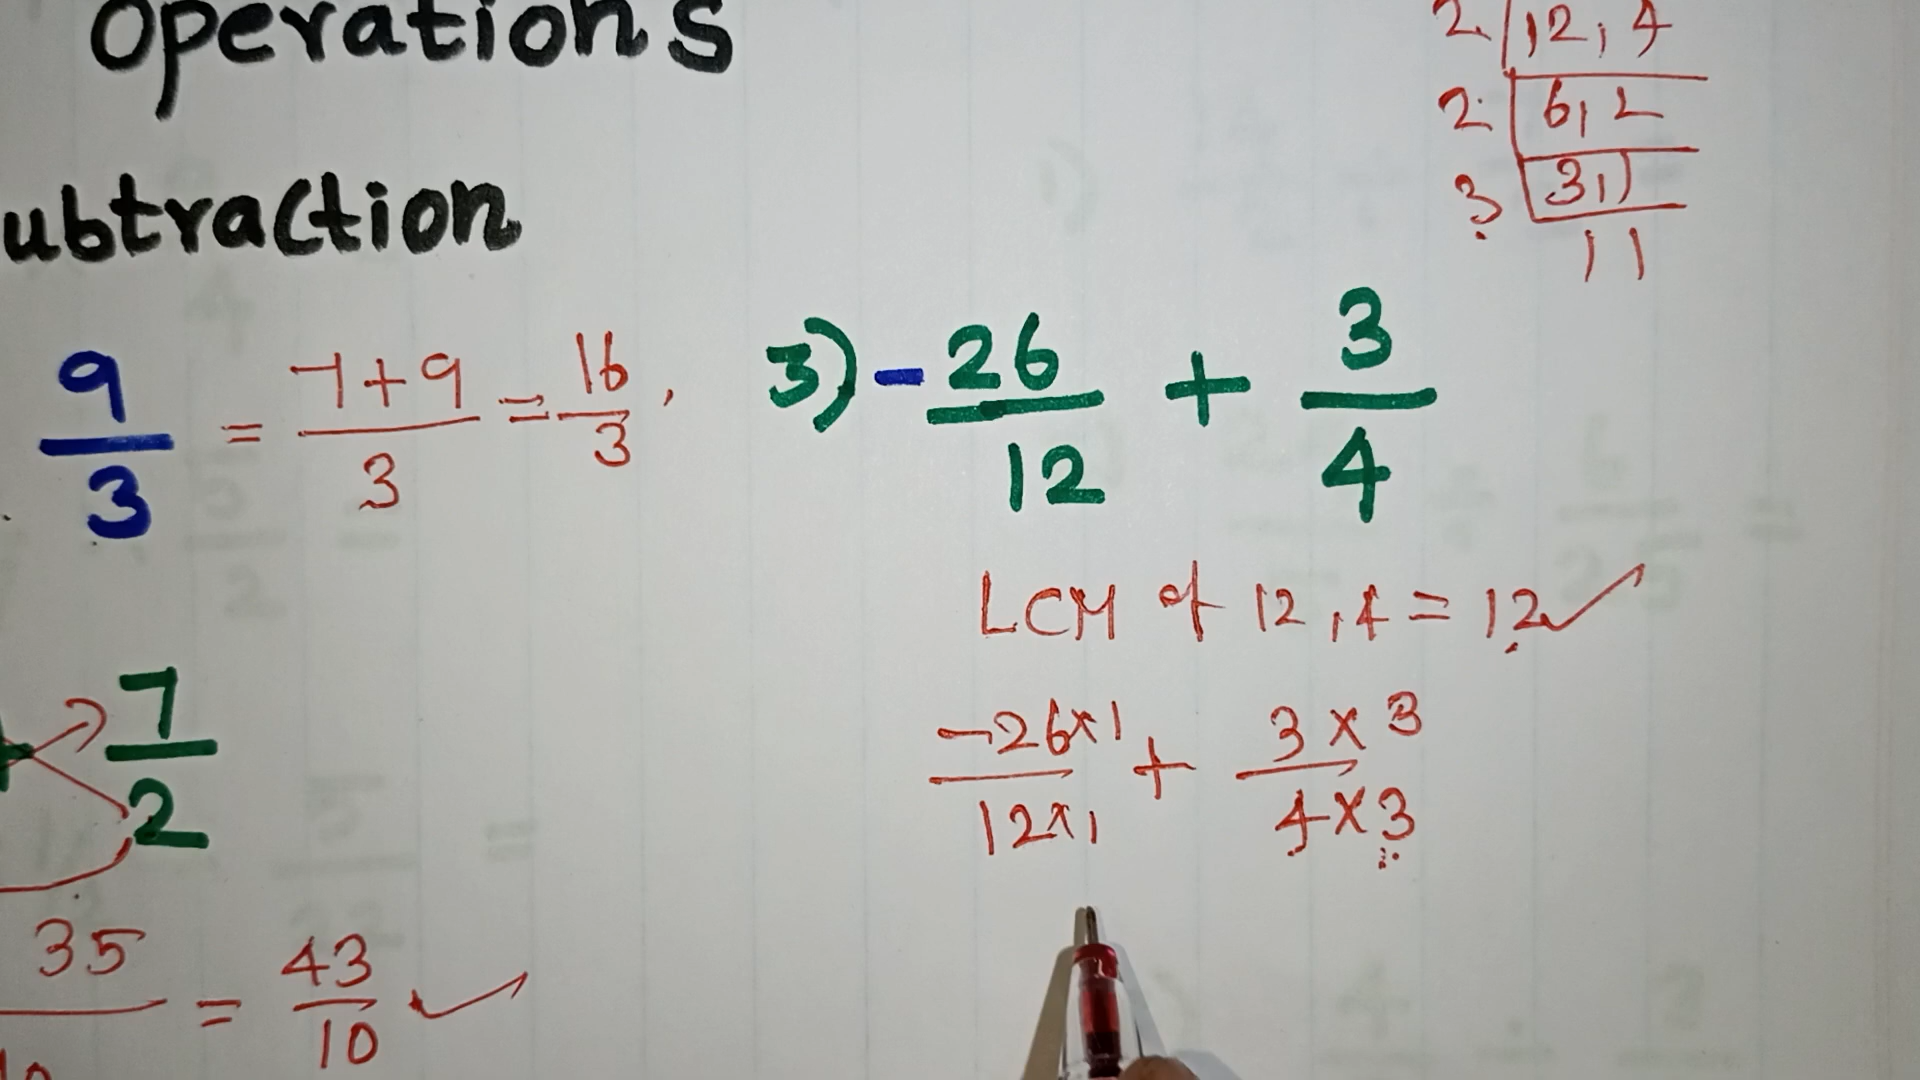 Operations
ubtraction
2 12, 4
2 6, 2
3 3, 1
1 1
9/3 = 7+9/3 = 16/3 ,
3) -26/12 + 3/4
LCM of 12, 4 = 12 ✓
-26×1/12×1 + 3×3/4×3
7/2
35
= 43/10 ✓